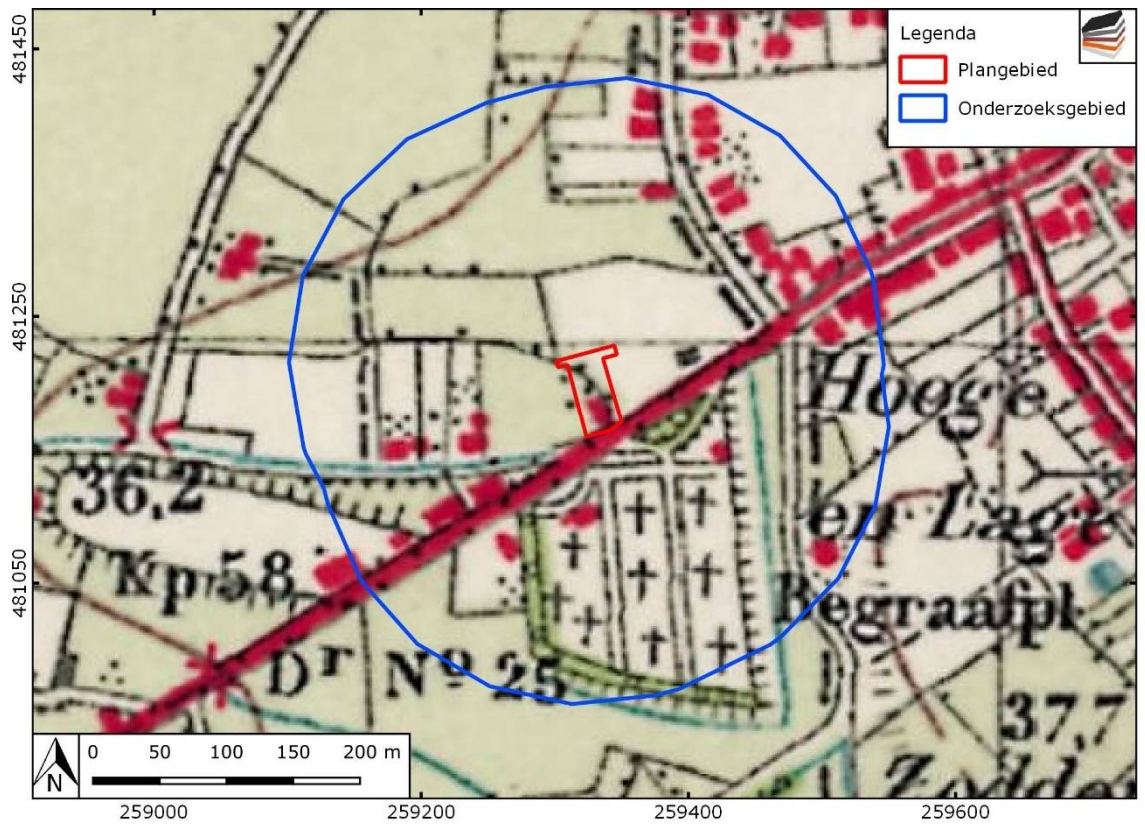 481450
481250
481050
Legenda
Plangebied
Onderzoeksgebied
Hooge
en Lage
Begraafpl
36,2
Kp 58
Dʳ Nº 25
37,7
N
0 50 100 150 200 m
259000 259200 259400 259600